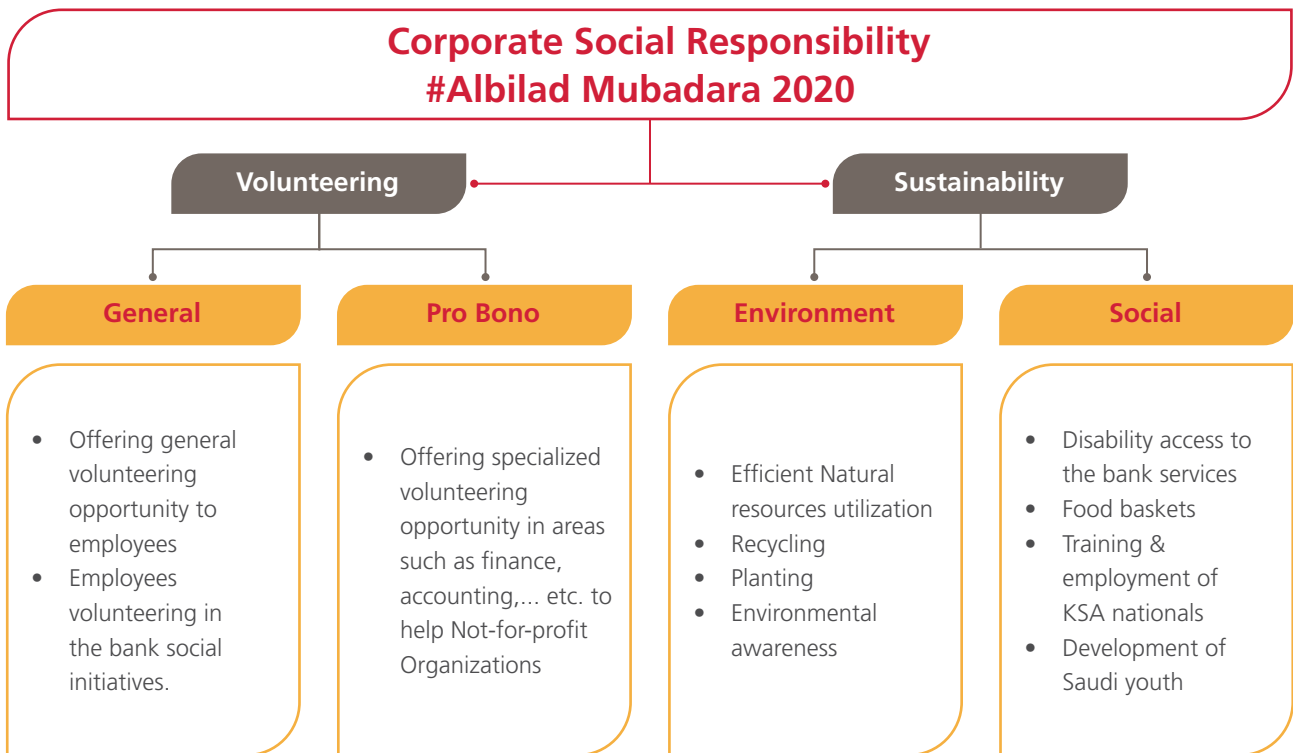 Corporate Social Responsibility
#Albilad Mubadara 2020
Volunteering
Sustainability
General
Pro Bono
Environment
Social
• Offering general
volunteering
opportunity to
employees
• Employees
volunteering in
the bank social
initiatives.
• Offering specialized
volunteering
opportunity in areas
such as finance,
accounting,... etc. to
help Not-for-profit
Organizations
• Efficient Natural
resources utilization
• Recycling
• Planting
• Environmental
awareness
• Disability access to
the bank services
• Food baskets
• Training &
employment of
KSA nationals
• Development of
Saudi youth